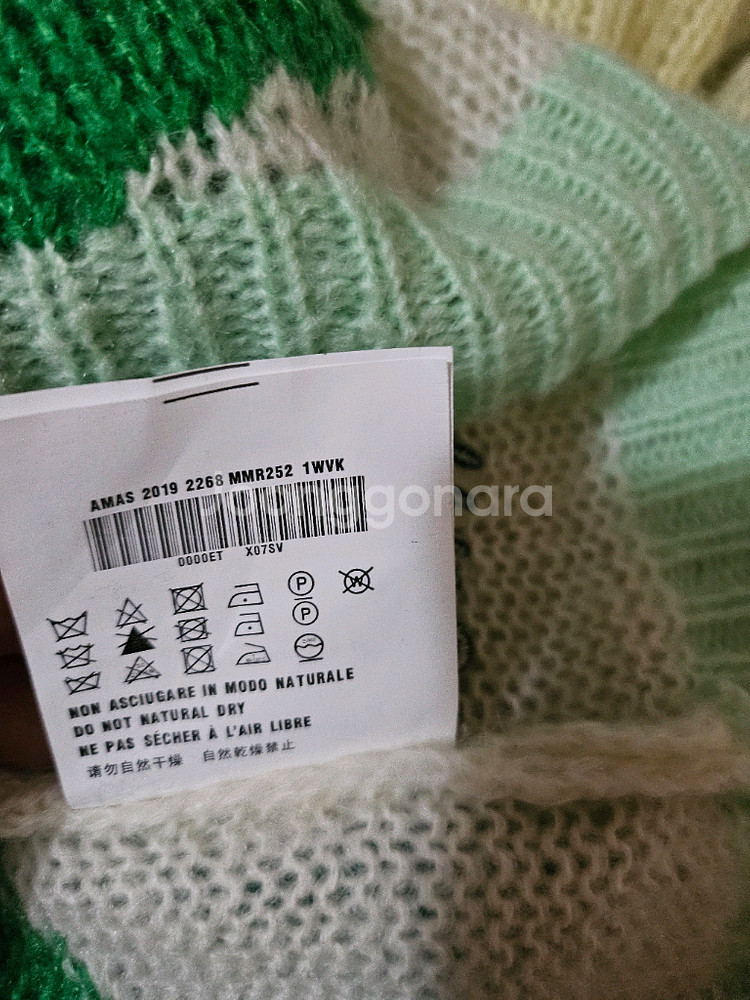 AMAS 2019 2268 MMR252 1WVK
Joonggonara
0000ET X07SV
P
W
P
NON ASCIUGARE IN MODO NATURALE
DO NOT NATURAL DRY
NE PAS SÉCHER À L'AIR LIBRE
请勿自然干燥 自然乾燥禁止